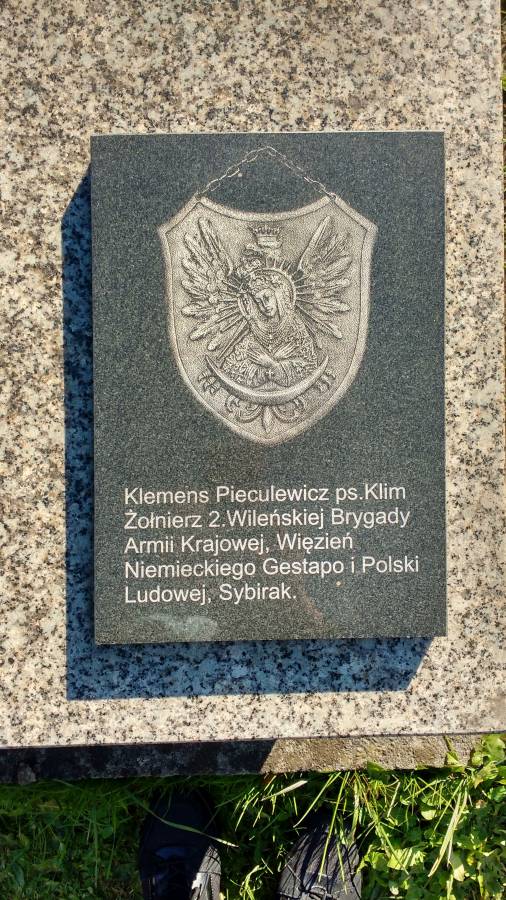 Klemens Pieculewicz ps.Klim
Żołnierz 2.Wileńskiej Brygady
Armii Krajowej, Więzień
Niemieckiego Gestapo i Polski
Ludowej, Sybirak.